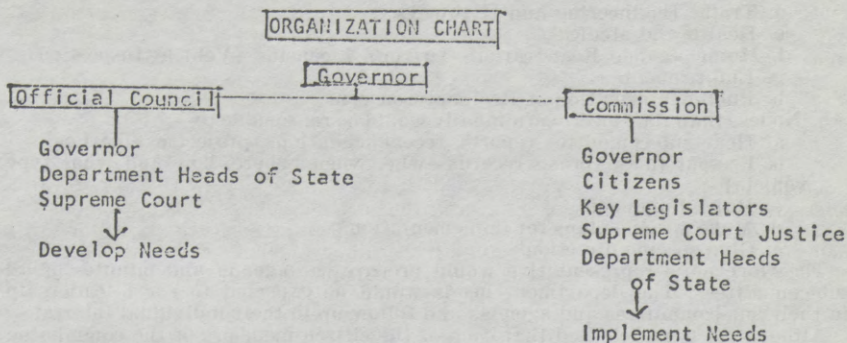 ORGANIZATION CHART
Governor
Official Council
Governor
Department Heads of State
Supreme Court
Develop Needs
Commission
Governor
Citizens
Key Legislators
Supreme Court Justice
Department Heads
of State
Implement Needs